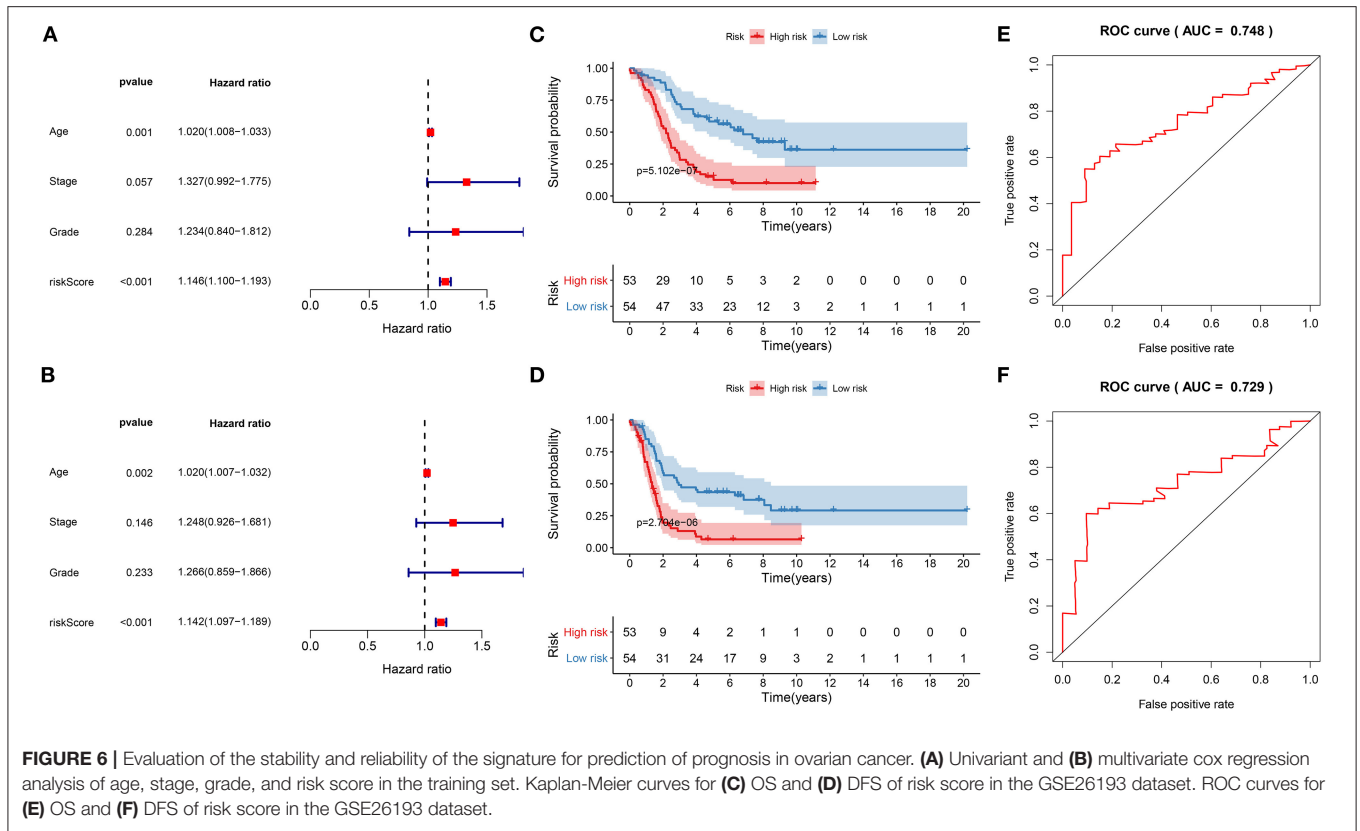 A
pvalue Hazard ratio
Age 0.001 1.020(1.008−1.033)
Stage 0.057 1.327(0.992−1.775)
Grade 0.284 1.234(0.840−1.812)
riskScore <0.001 1.146(1.100−1.193)
0.0 0.5 1.0 1.5
Hazard ratio
B
pvalue Hazard ratio
Age 0.002 1.020(1.007−1.032)
Stage 0.146 1.248(0.926−1.681)
Grade 0.233 1.266(0.859−1.866)
riskScore <0.001 1.142(1.097−1.189)
0.0 0.5 1.0 1.5
Hazard ratio
C
Risk High risk Low risk
Survival probability
1.00
0.75
0.50
0.25
0.00
p=5.102e−07
0 2 4 6 8 10 12 14 16 18 20
Time(years)
Risk
High risk 53 29 10 5 3 2 0 0 0 0 0
Low risk 54 47 33 23 12 3 2 1 1 1 1
0 2 4 6 8 10 12 14 16 18 20
Time(years)
D
Risk High risk Low risk
Survival probability
1.00
0.75
0.50
0.25
0.00
p=2.704e−06
0 2 4 6 8 10 12 14 16 18 20
Time(years)
Risk
High risk 53 9 4 2 1 1 0 0 0 0 0
Low risk 54 31 24 17 9 3 2 1 1 1 1
0 2 4 6 8 10 12 14 16 18 20
Time(years)
E
ROC curve ( AUC = 0.748 )
True positive rate
1.0
0.8
0.6
0.4
0.2
0.0
0.0 0.2 0.4 0.6 0.8 1.0
False positive rate
F
ROC curve ( AUC = 0.729 )
True positive rate
1.0
0.8
0.6
0.4
0.2
0.0
0.0 0.2 0.4 0.6 0.8 1.0
False positive rate
FIGURE 6 | Evaluation of the stability and reliability of the signature for prediction of prognosis in ovarian cancer. (A) Univariant and (B) multivariate cox regression
analysis of age, stage, grade, and risk score in the training set. Kaplan-Meier curves for (C) OS and (D) DFS of risk score in the GSE26193 dataset. ROC curves for
(E) OS and (F) DFS of risk score in the GSE26193 dataset.